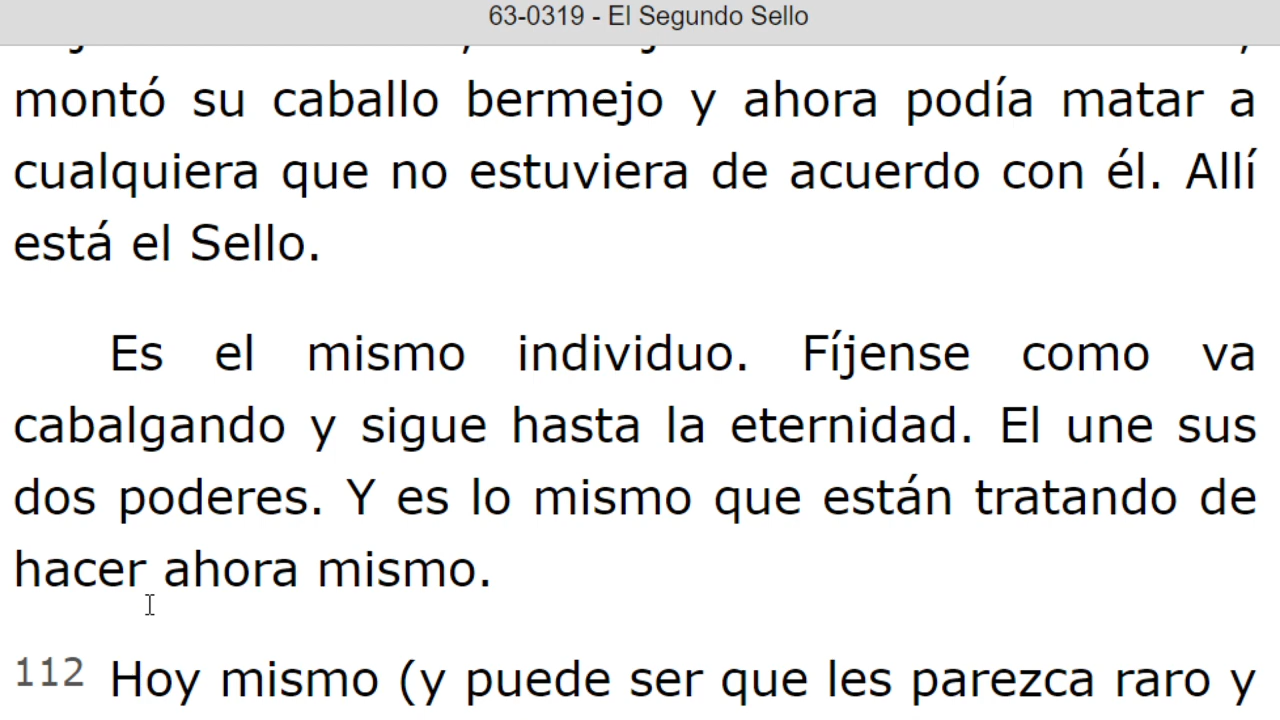 63-0319 - El Segundo Sello
montó su caballo bermejo y ahora podía matar a
cualquiera que no estuviera de acuerdo con él. Allí
está el Sello.
Es el mismo individuo. Fíjense como va
cabalgando y sigue hasta la eternidad. El une sus
dos poderes. Y es lo mismo que están tratando de
hacer ahora mismo.
112 Hoy mismo (y puede ser que les parezca raro y